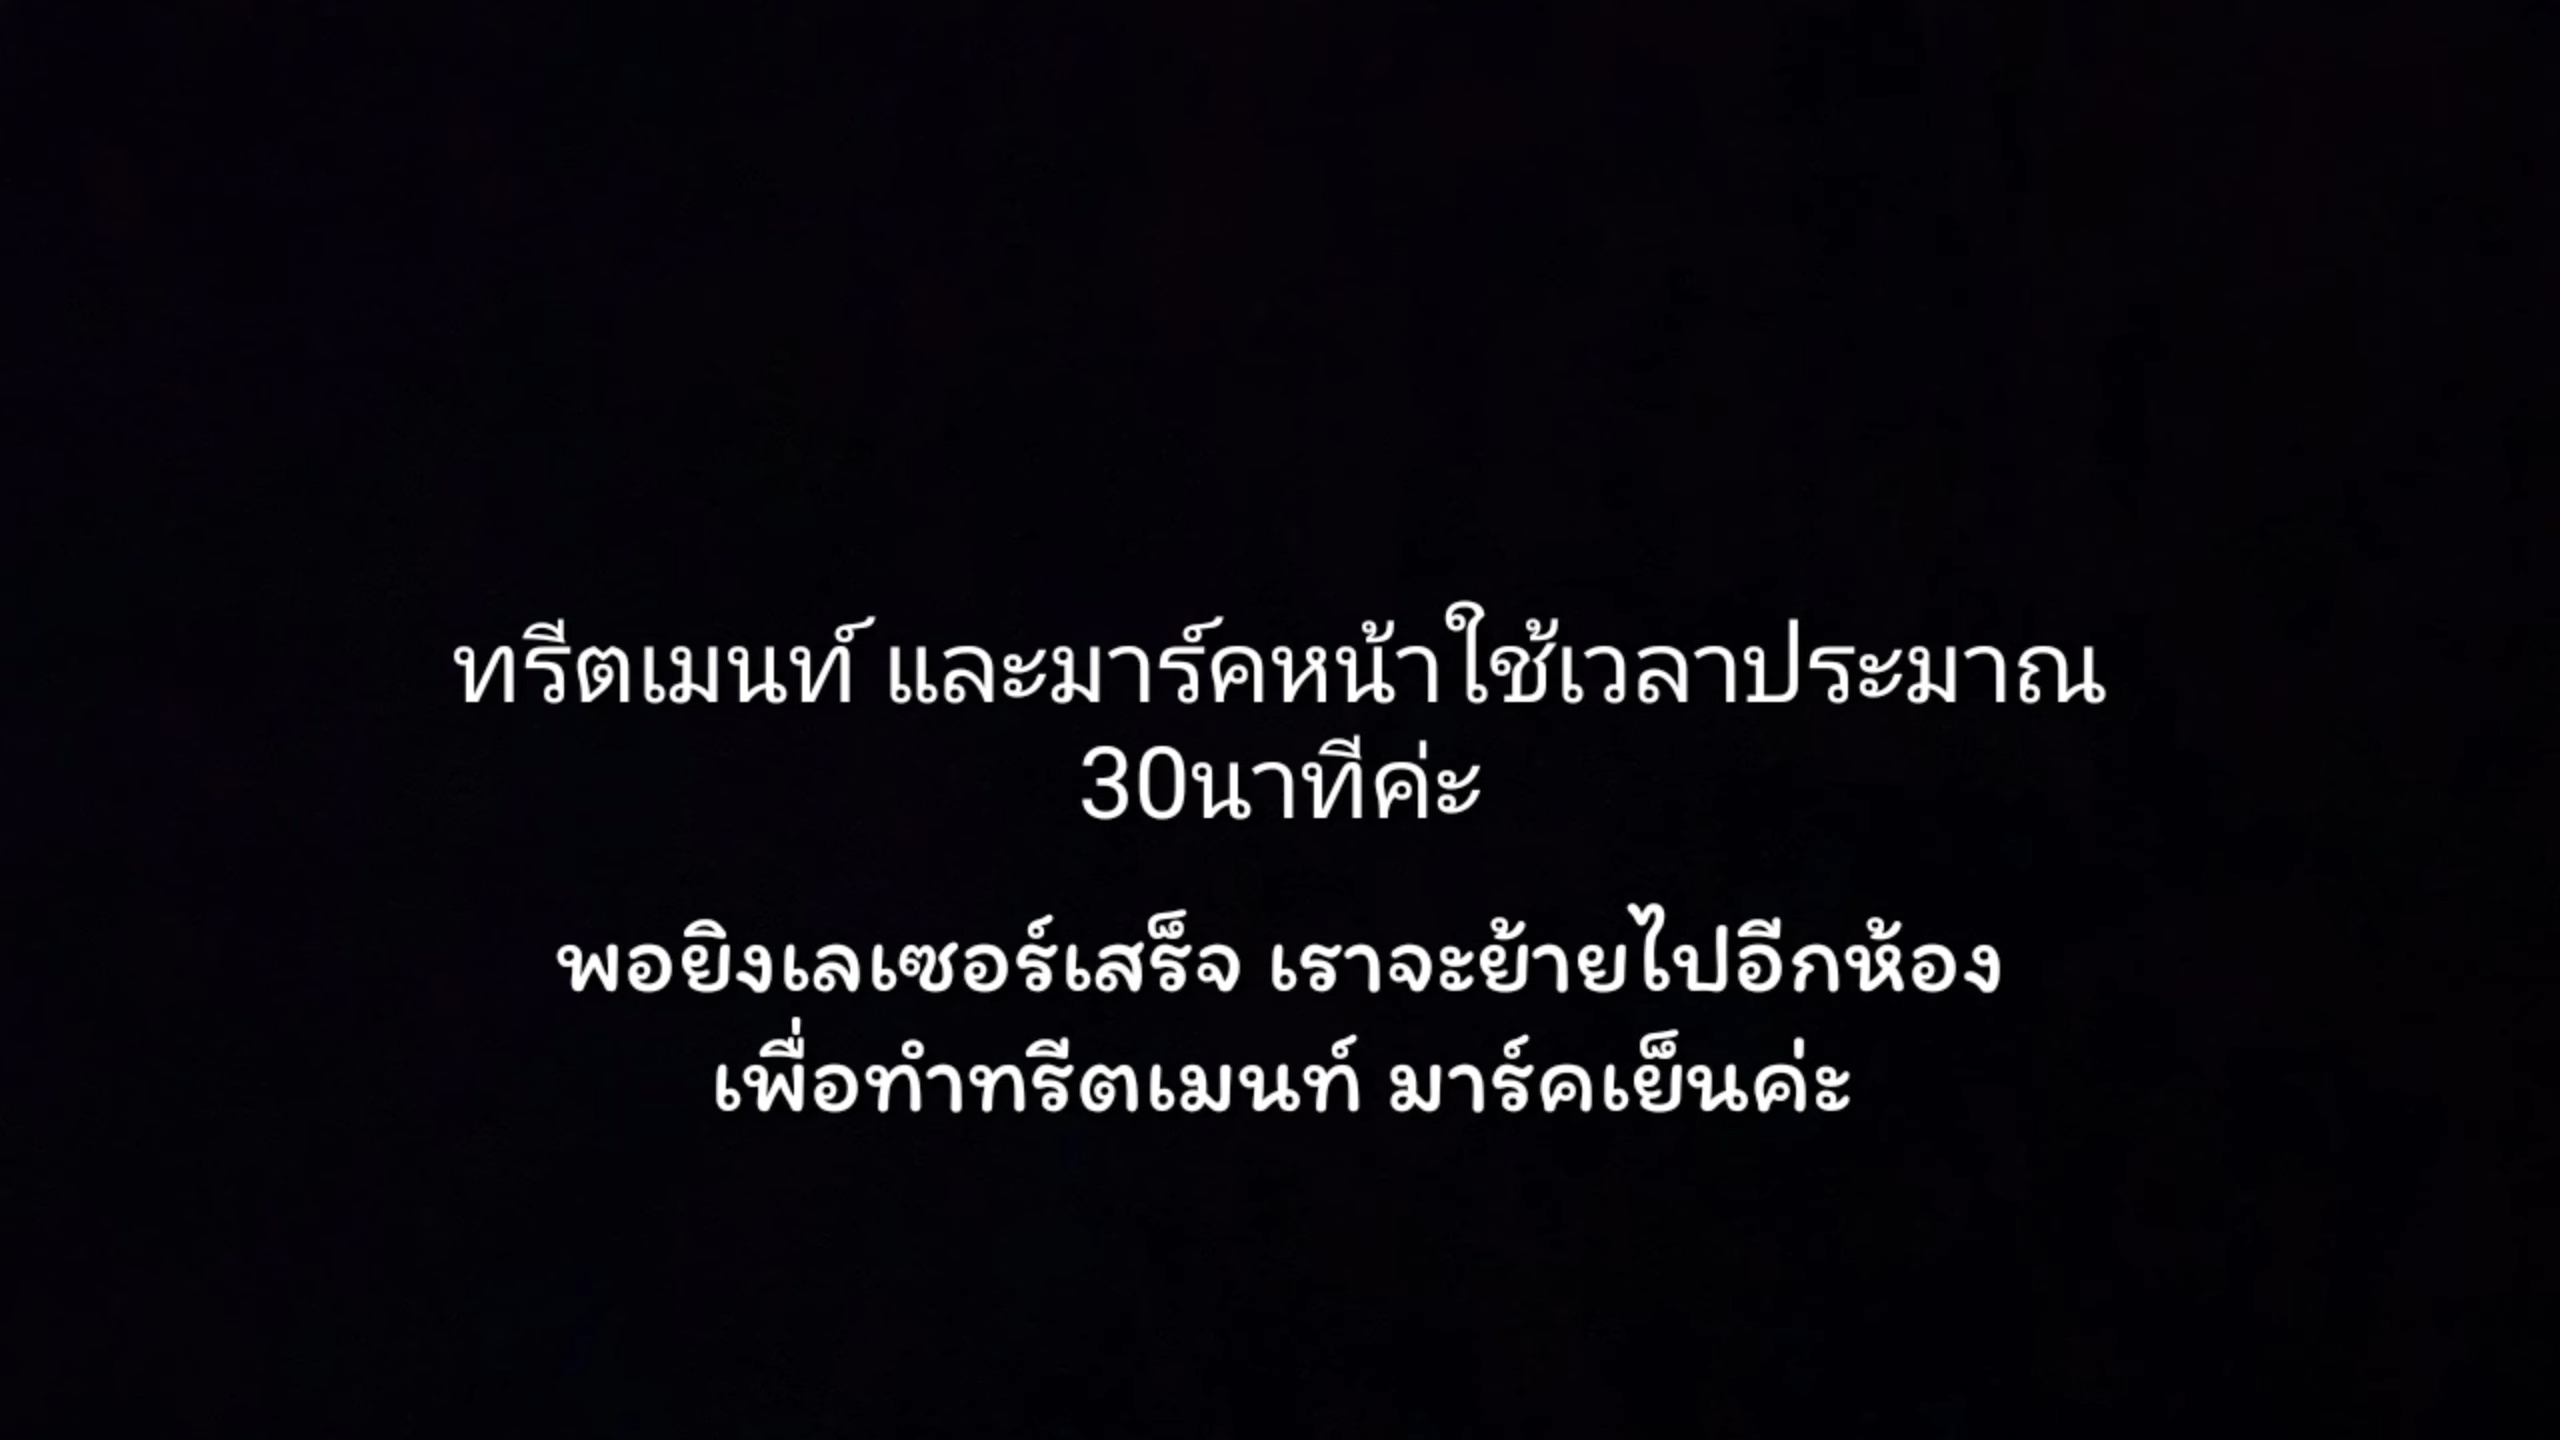 ทรีตเมนท์ และมาร์คหน้าใช้เวลาประมาณ
30นาทีค่ะ
พอยิงเลเซอร์เสร็จ เราจะย้ายไปอีกห้อง
เพื่อทำทรีตเมนท์ มาร์คเย็นค่ะ